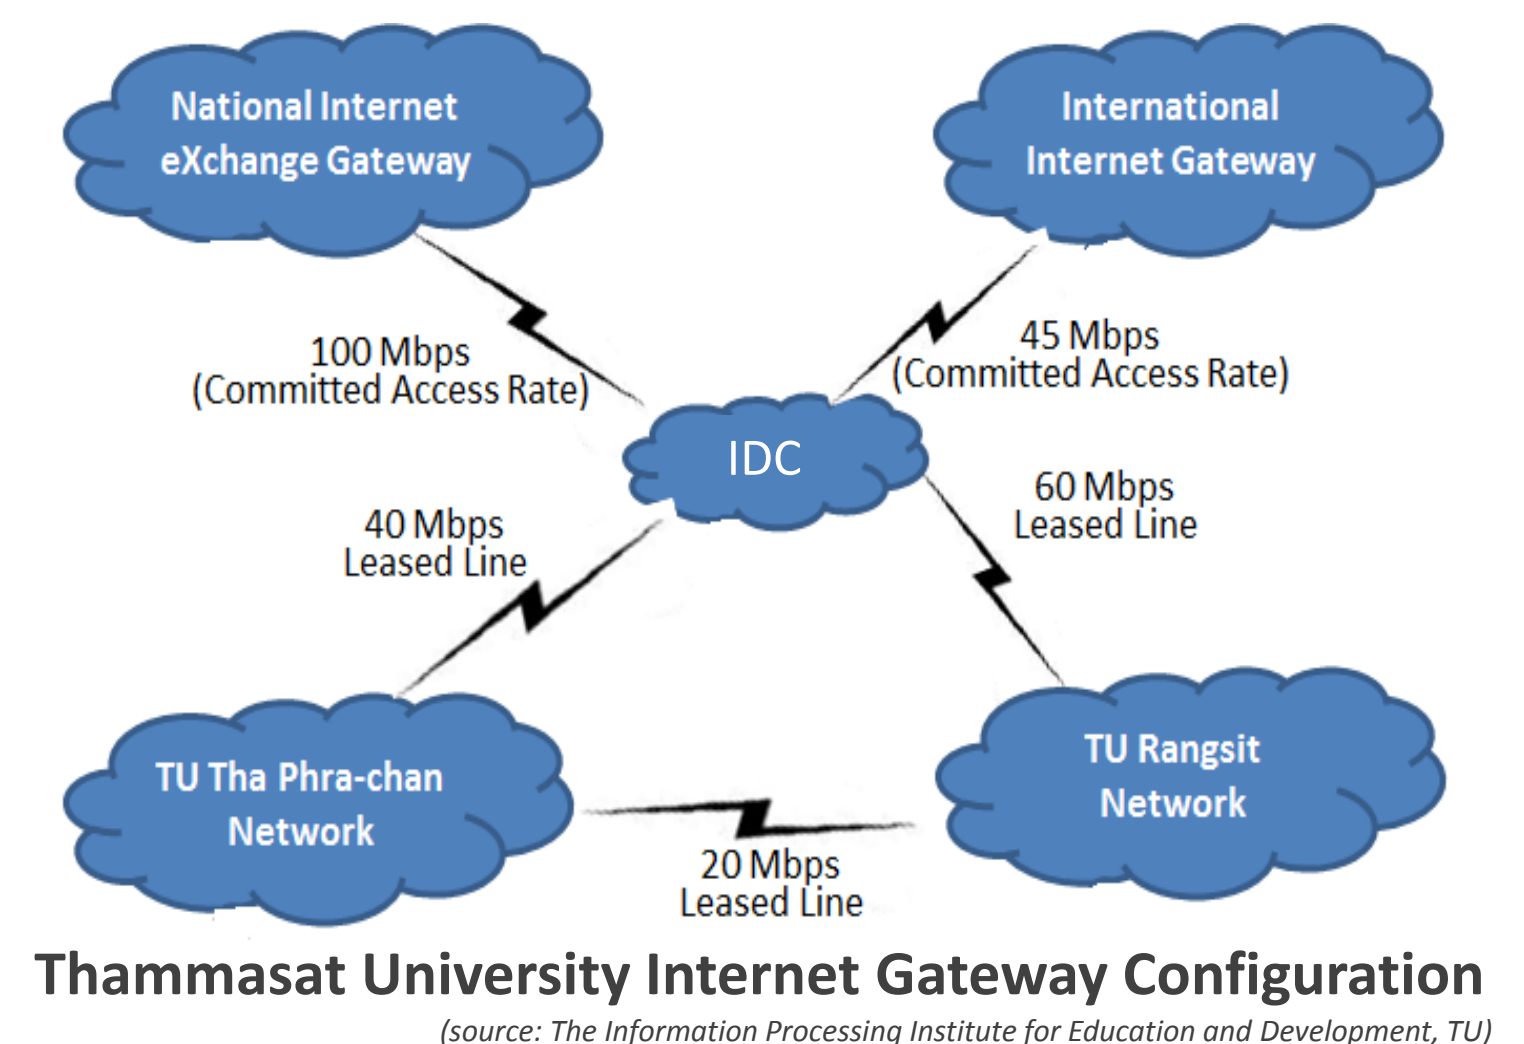 National Internet
eXchange Gateway
International
Internet Gateway
100 Mbps
(Committed Access Rate)
45 Mbps
(Committed Access Rate)
IDC
40 Mbps
Leased Line
60 Mbps
Leased Line
TU Tha Phra-chan
Network
TU Rangsit
Network
20 Mbps
Leased Line
Thammasat University Internet Gateway Configuration
(source: The Information Processing Institute for Education and Development, TU)